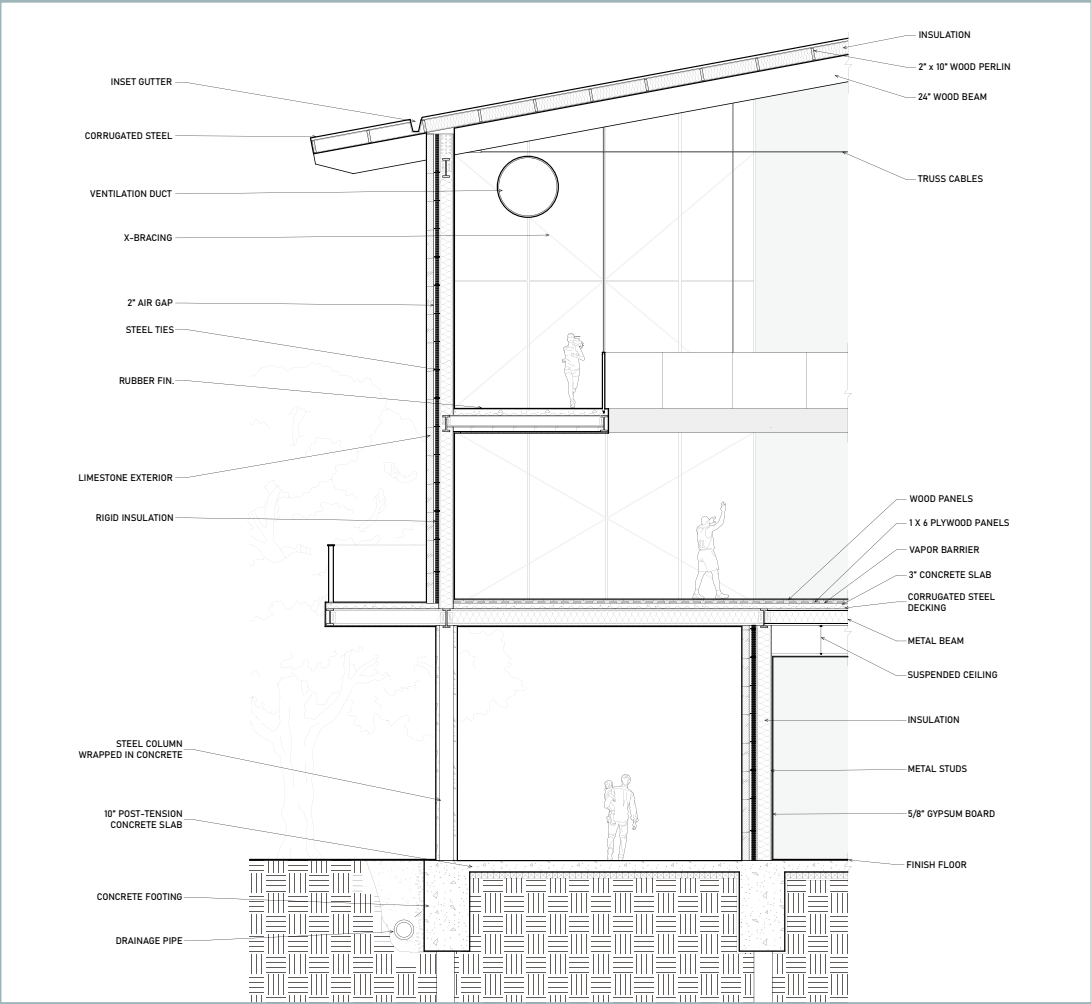 INSET GUTTER
CORRUGATED STEEL
VENTILATION DUCT
X-BRACING
2" AIR GAP
STEEL TIES
RUBBER FIN.
LIMESTONE EXTERIOR
RIGID INSULATION
STEEL COLUMN
WRAPPED IN CONCRETE
10" POST-TENSION
CONCRETE SLAB
CONCRETE FOOTING
DRAINAGE PIPE
INSULATION
2" x 10" WOOD PERLIN
24" WOOD BEAM
TRUSS CABLES
WOOD PANELS
1 X 6 PLYWOOD PANELS
VAPOR BARRIER
3" CONCRETE SLAB
CORRUGATED STEEL
DECKING
METAL BEAM
SUSPENDED CEILING
INSULATION
METAL STUDS
5/8" GYPSUM BOARD
FINISH FLOOR